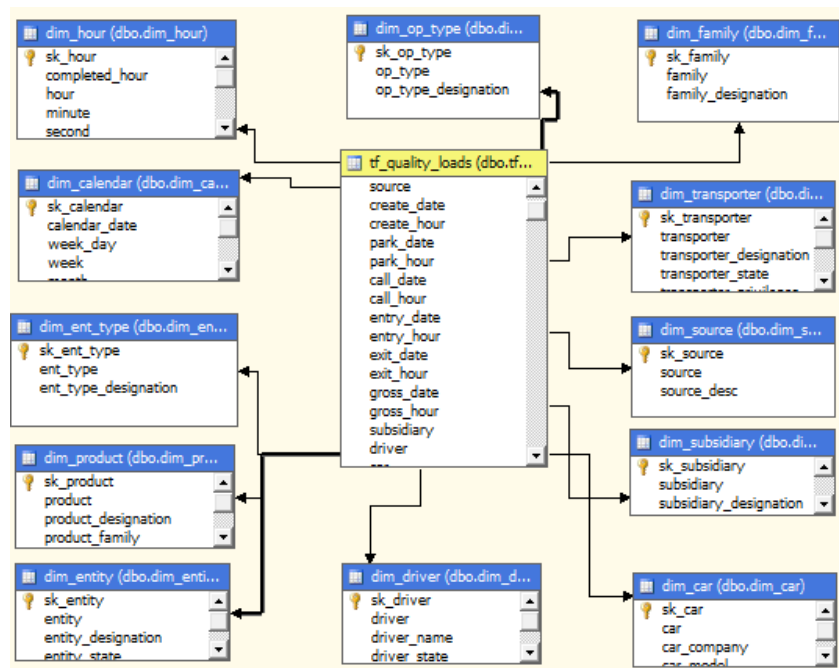 dim_hour (dbo.dim_hour)
sk_hour
completed_hour
hour
minute
second
dim_op_type (dbo.di...
sk_op_type
op_type
op_type_designation
dim_family (dbo.dim_f...
sk_family
family
family_designation
dim_calendar (dbo.dim_ca...
sk_calendar
calendar_date
week_day
week
month
tf_quality_loads (dbo.tf...
source
create_date
create_hour
park_date
park_hour
call_date
call_hour
entry_date
entry_hour
exit_date
exit_hour
gross_date
gross_hour
subsidiary
driver
dim_transporter (dbo.di...
sk_transporter
transporter
transporter_designation
transporter_state
transporter_privilence
dim_ent_type (dbo.dim_en...
sk_ent_type
ent_type
ent_type_designation
dim_source (dbo.dim_s...
sk_source
source
source_desc
dim_product (dbo.dim_pr...
sk_product
product
product_designation
product_family
dim_subsidiary (dbo.di...
sk_subsidiary
subsidiary
subsidiary_designation
dim_entity (dbo.dim_enti...
sk_entity
entity
entity_designation
entity_state
dim_driver (dbo.dim_d...
sk_driver
driver
driver_name
driver_state
dim_car (dbo.dim_car)
sk_car
car
car_company
car_model